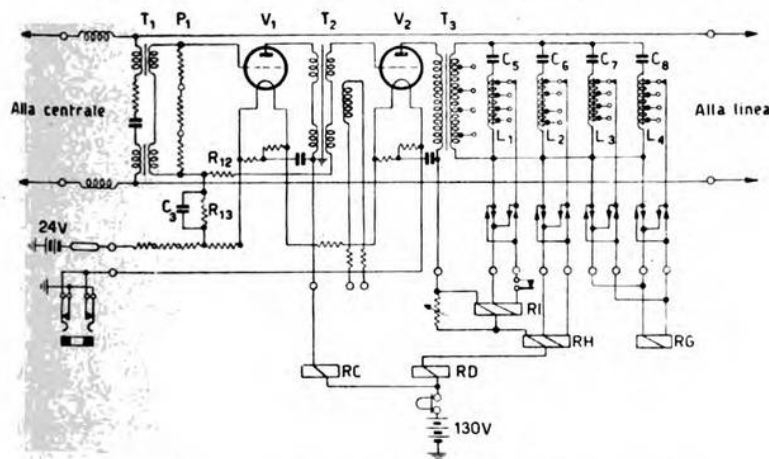 T₁ P₁ V₁ T₂ V₂ T₃
C₅ C₆ C₇ C₈
Alla centrale
Alla linea
L₁ L₂ L₃ L₄
R₁₂
C₃ R₁₃
24V
RI
RH RG
RC RD
130V